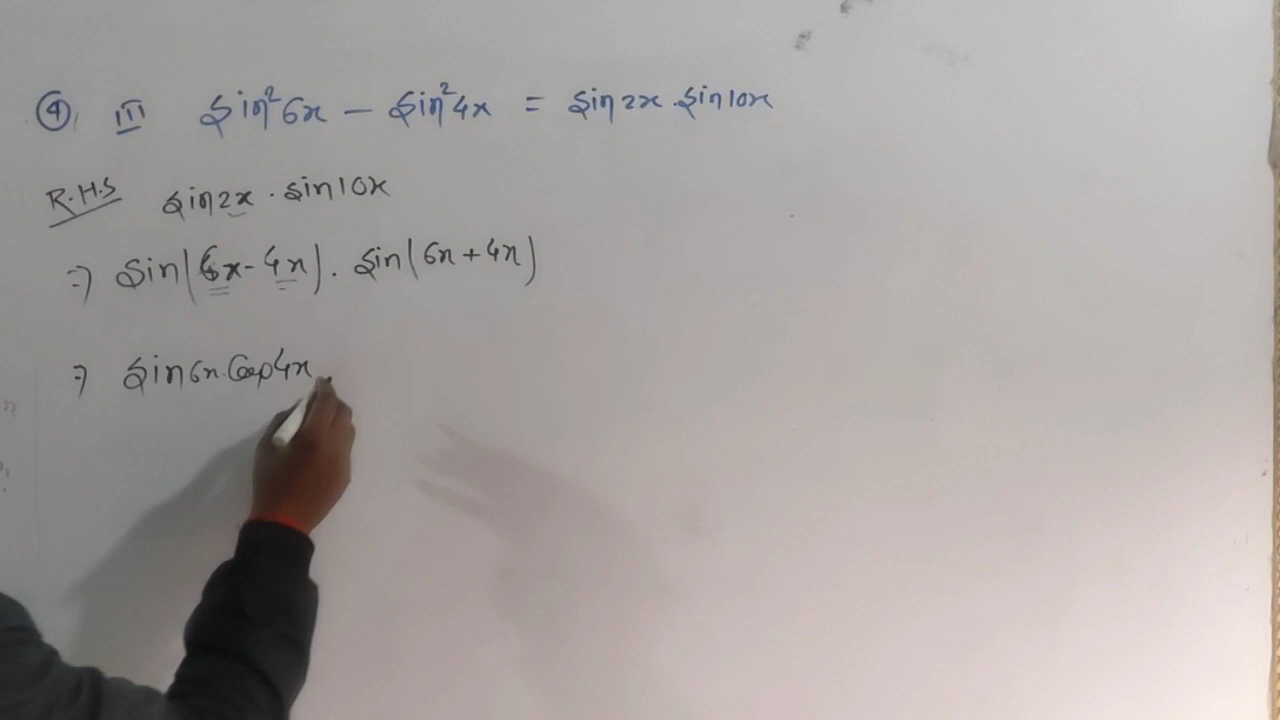 ④ III sin²6x – sin²4x = sin2x · sin10x
R.H.S sin2x · sin10x
⇒ sin(6x - 4x) · sin(6x + 4x)
⇒ sin6x · Cos4x